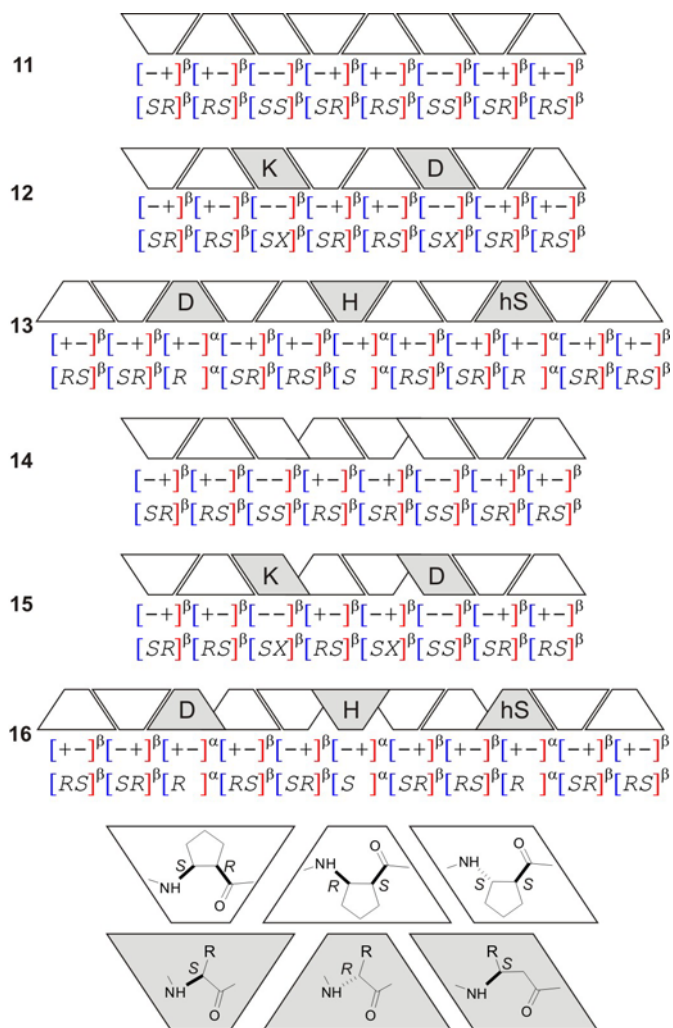 11
[−+]β[+−]β[−−]β[−+]β[+−]β[−−]β[−+]β[+−]β
[SR]β[RS]β[SS]β[SR]β[RS]β[SS]β[SR]β[RS]β
K D
12
[−+]β[+−]β[−−]β[−+]β[+−]β[−−]β[−+]β[+−]β
[SR]β[RS]β[SX]β[SR]β[RS]β[SX]β[SR]β[RS]β
D H hS
13
[+−]β[−+]β[+−]α[−+]β[+−]β[−+]α[+−]β[−+]β[+−]α[−+]β[+−]β
[RS]β[SR]β[R ]α[SR]β[RS]β[S ]α[RS]β[SR]β[R ]α[SR]β[RS]β
14
[−+]β[+−]β[−−]β[+−]β[−+]β[−−]β[−+]β[+−]β
[SR]β[RS]β[SS]β[RS]β[SR]β[SS]β[SR]β[RS]β
K D
15
[−+]β[+−]β[−−]β[+−]β[−+]β[−−]β[−+]β[+−]β
[SR]β[RS]β[SX]β[RS]β[SX]β[SS]β[SR]β[RS]β
D H hS
16
[+−]β[−+]β[+−]α[+−]β[−+]β[−+]α[−+]β[+−]β[+−]α[−+]β[+−]β
[RS]β[SR]β[R ]α[RS]β[SR]β[S ]α[SR]β[RS]β[R ]α[SR]β[RS]β
S R NH O
NH R S O
NH S S O
R S NH O
R R NH O
R S NH O